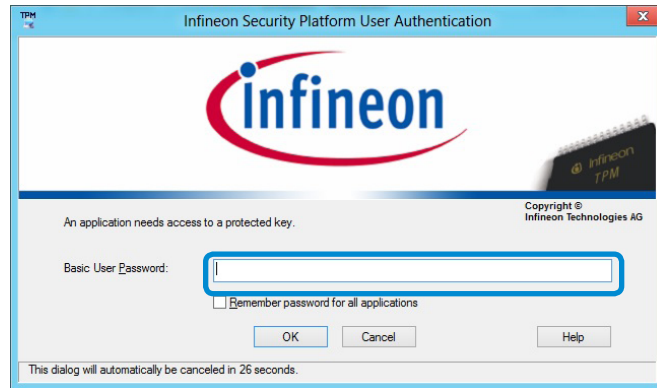 TPM
Infineon Security Platform User Authentication
infineon
infineon
TPM
Copyright ©
Infineon Technologies AG
An application needs access to a protected key.
Basic User Password:
Remember password for all applications
OK Cancel Help
This dialog will automatically be canceled in 26 seconds.